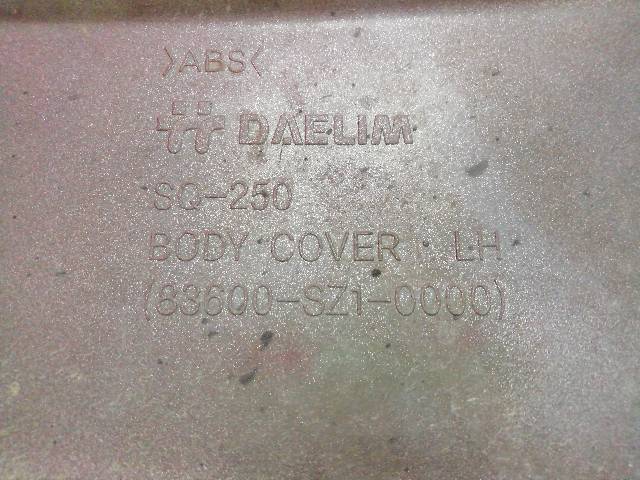 >ABS<
DAELIM
SQ-250
BODY COVER LH
(83600-SZ1-0000)